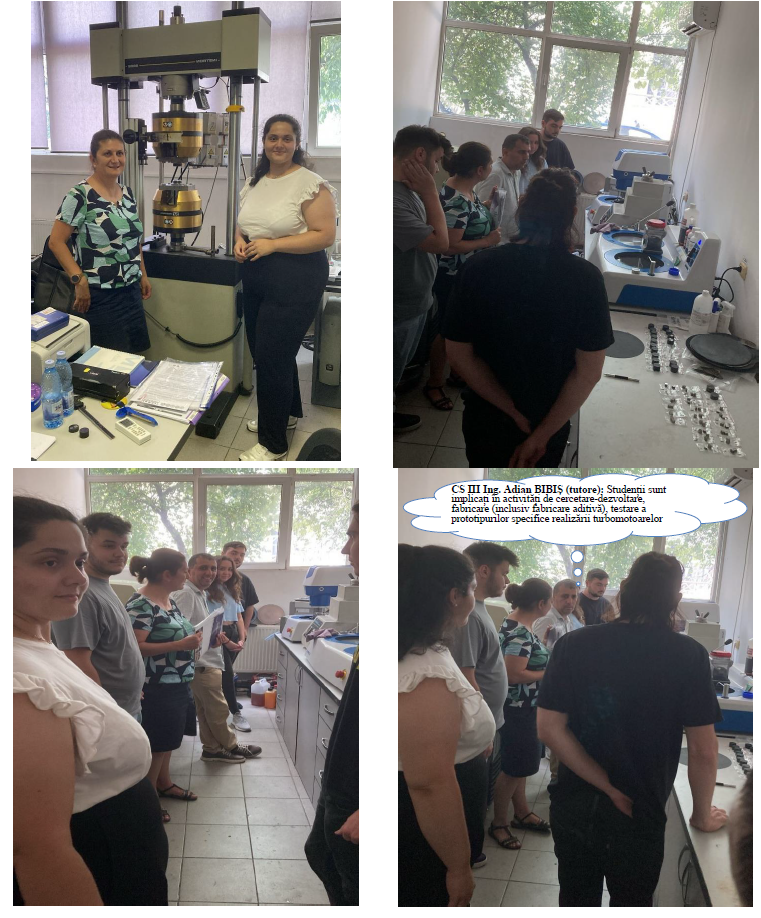 CS III Ing. Adian BIBIȘ (tutore): Studenții sunt
implicați în activități de cercetare-dezvoltare,
fabricare (inclusiv fabricare aditivă), testare a
prototipurilor specifice realizării turbomotoarelor